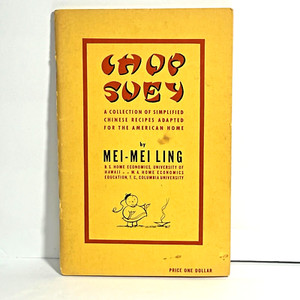 CHOP
SUEY
A COLLECTION OF SIMPLIFIED
CHINESE RECIPES ADAPTED
FOR THE AMERICAN HOME
by
MEI-MEI LING
B.S. HOME ECONOMICS, UNIVERSITY OF
HAWAII . . M.A. HOME ECONOMICS
EDUCATION, T.C., COLUMBIA UNIVERSITY
PRICE ONE DOLLAR